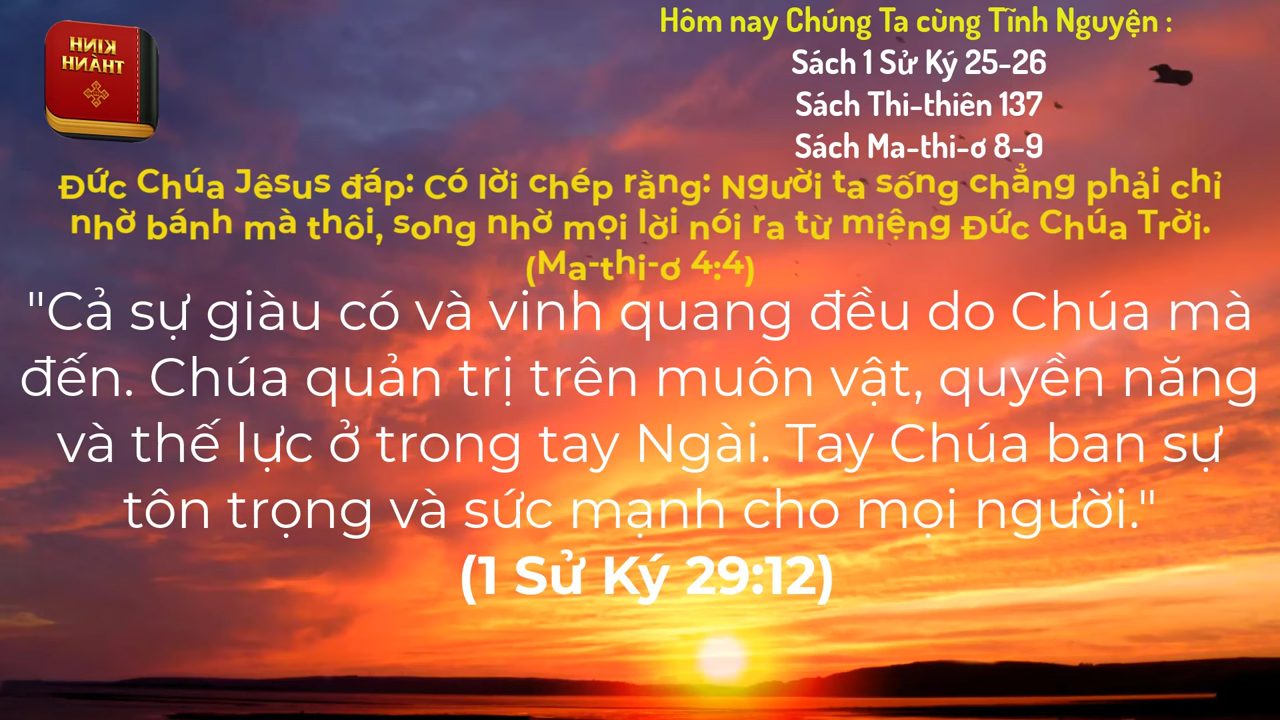 KINH
THÁNH
Hôm nay Chúng Ta cùng Tĩnh Nguyện :
Sách 1 Sử Ký 25-26
Sách Thi-thiên 137
Sách Ma-thi-ơ 8-9
Đức Chúa Jêsus đáp: Có lời chép rằng: Người ta sống chẳng phải chỉ
nhờ bánh mà thôi, song nhờ mọi lời nói ra từ miệng Đức Chúa Trời.
(Ma-thi-ơ 4:4)
"Cả sự giàu có và vinh quang đều do Chúa mà
đến. Chúa quản trị trên muôn vật, quyền năng
và thế lực ở trong tay Ngài. Tay Chúa ban sự
tôn trọng và sức mạnh cho mọi người."
(1 Sử Ký 29:12)